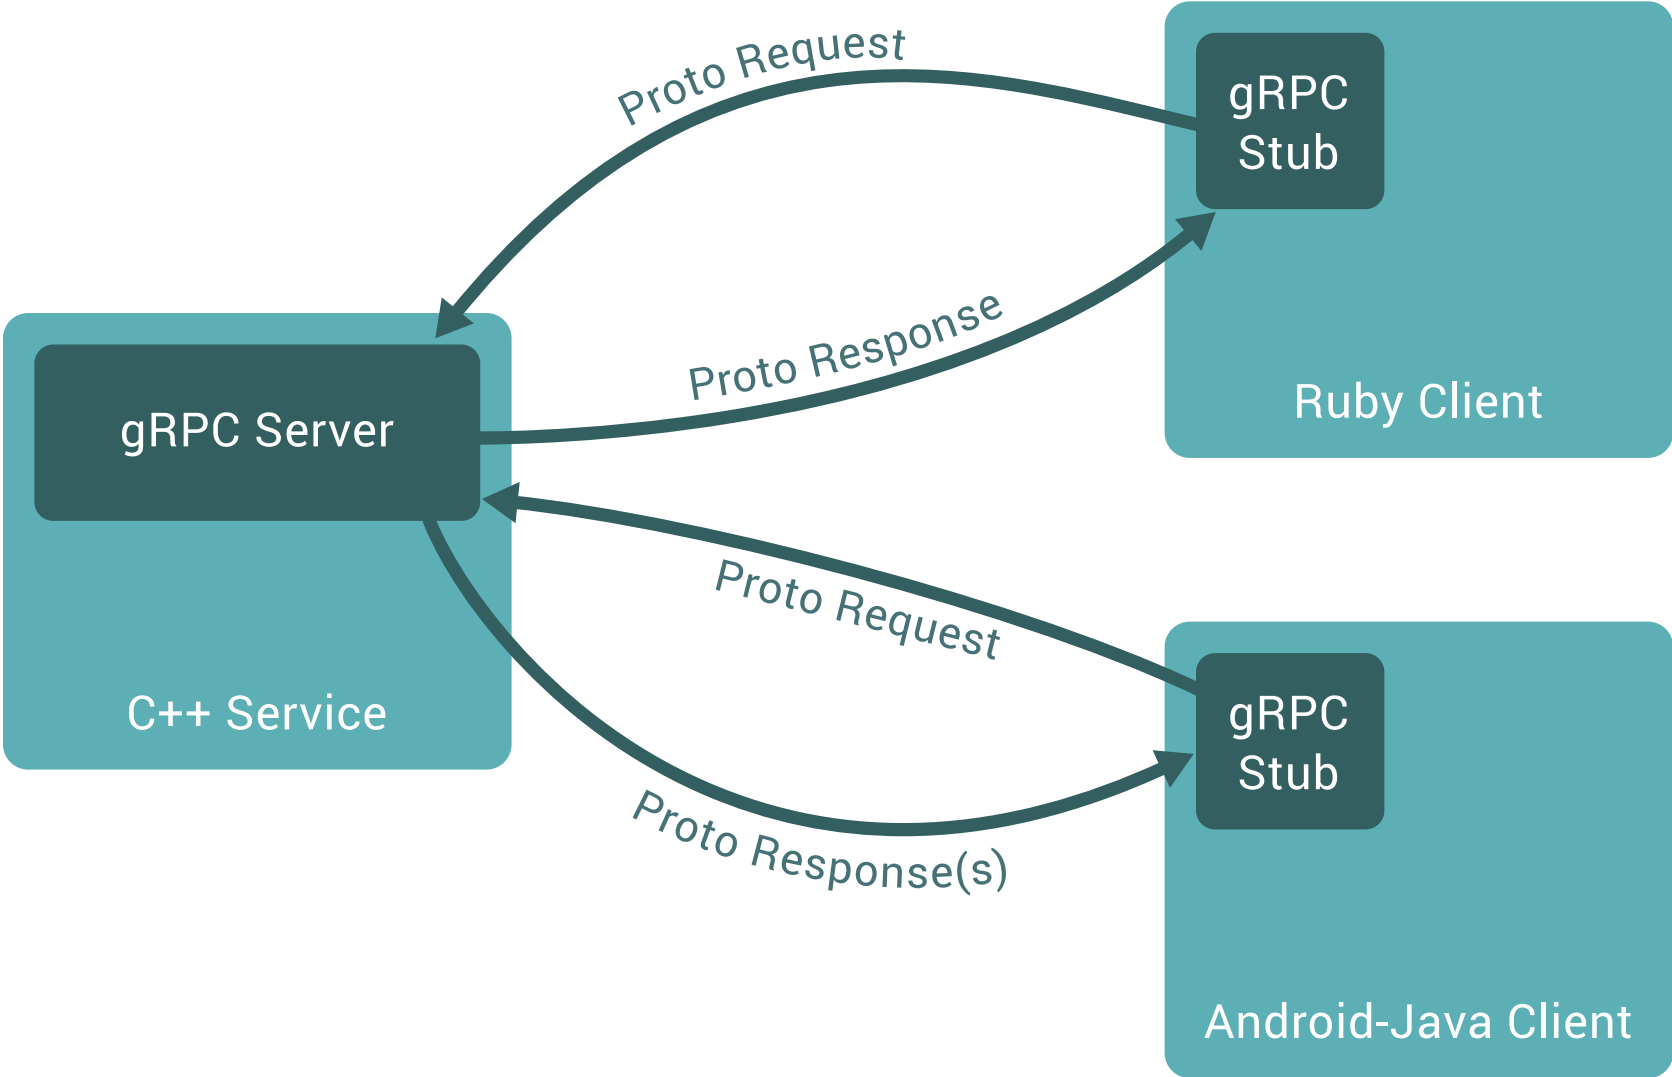 Proto Request
gRPC
Stub
Proto Response
Ruby Client
gRPC Server
C++ Service
Proto Request
gRPC
Stub
Proto Response(s)
Android-Java Client